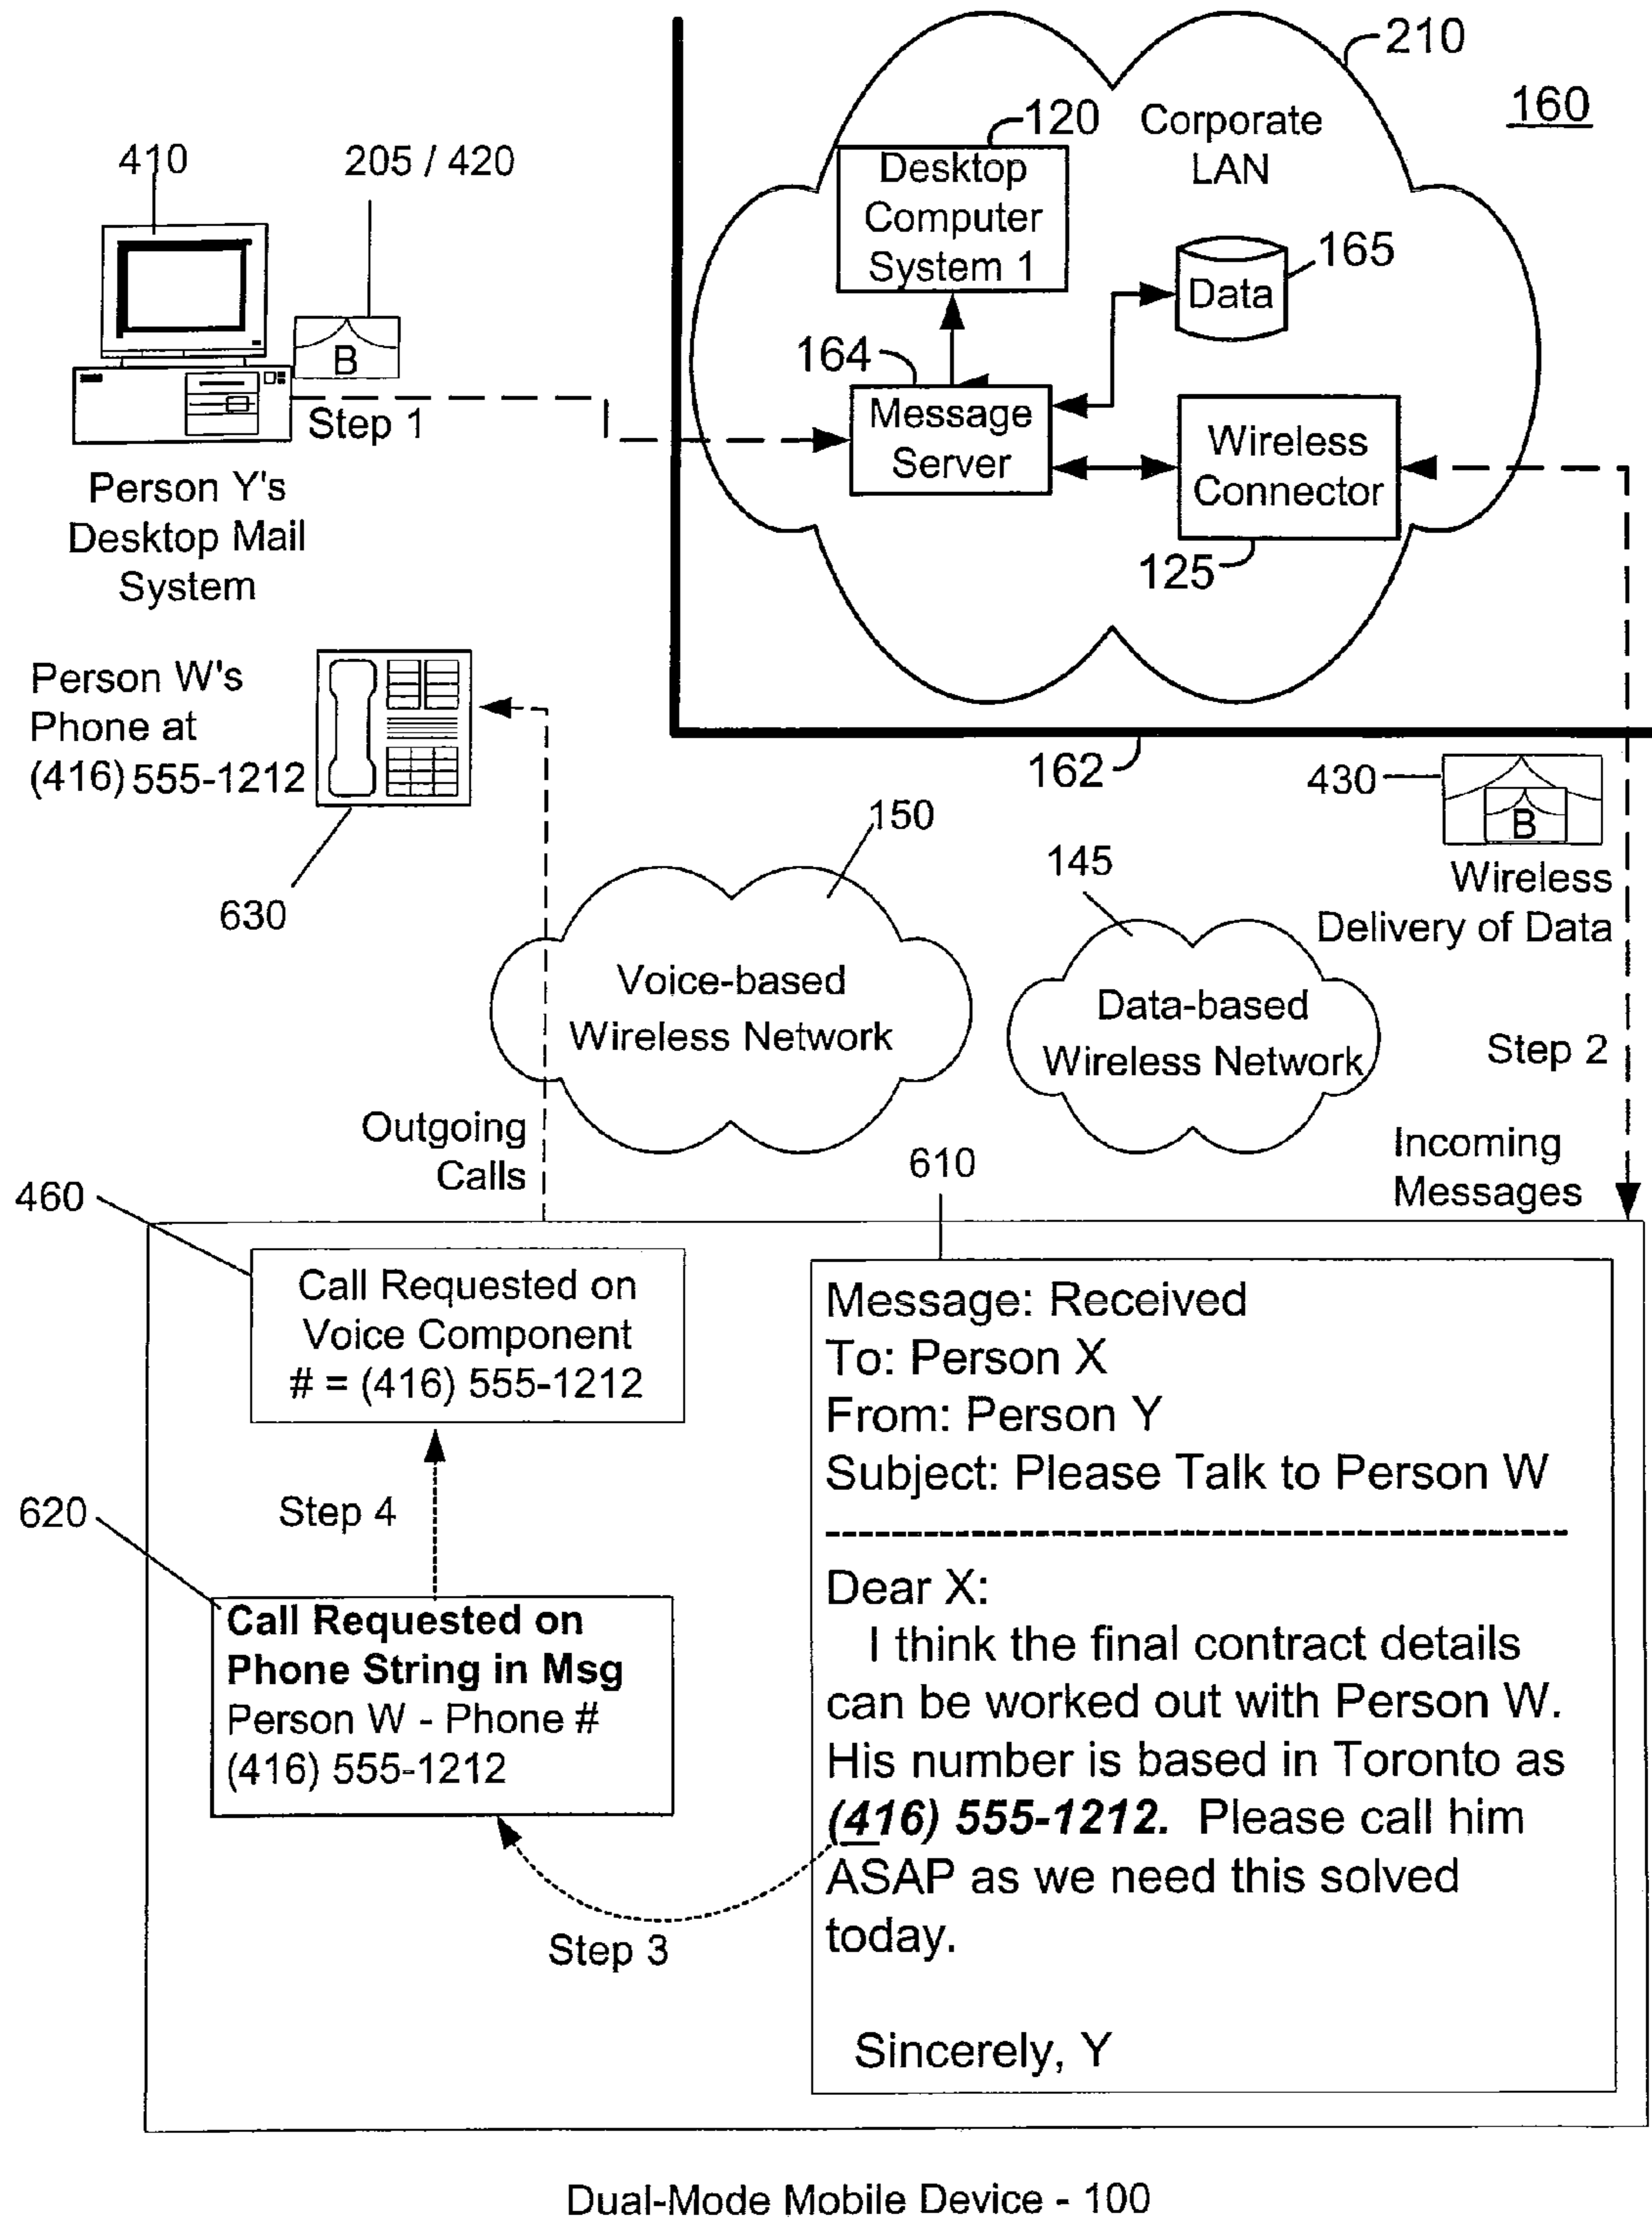 210
160
120
Corporate
LAN
410
205 / 420
Desktop
Computer
System 1
165
Data
164
B
Step 1
Message
Server
Wireless
Connector
125
Person Y's
Desktop Mail
System
Person W's
Phone at
(416) 555-1212
162
430
B
630
150
145
Wireless
Delivery of Data
Voice-based
Wireless Network
Data-based
Wireless Network
Step 2
Outgoing
Calls
Incoming
Messages
610
460
Call Requested on
Voice Component
# = (416) 555-1212
Step 4
620
Call Requested on
Phone String in Msg
Person W - Phone #
(416) 555-1212
Step 3
Message: Received
To: Person X
From: Person Y
Subject: Please Talk to Person W
Dear X:
I think the final contract details
can be worked out with Person W.
His number is based in Toronto as
(416) 555-1212. Please call him
ASAP as we need this solved
today.
Sincerely, Y
Dual-Mode Mobile Device - 100